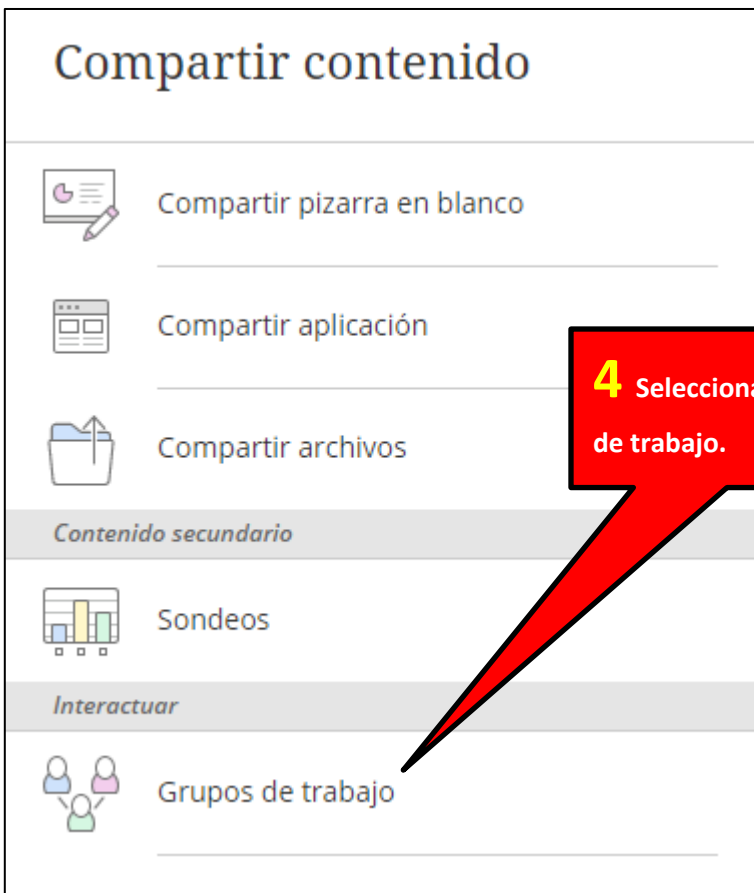 Compartir contenido
Compartir pizarra en blanco
Compartir aplicación
4 Selecciona
de trabajo.
Compartir archivos
Contenido secundario
Sondeos
Interactuar
Grupos de trabajo